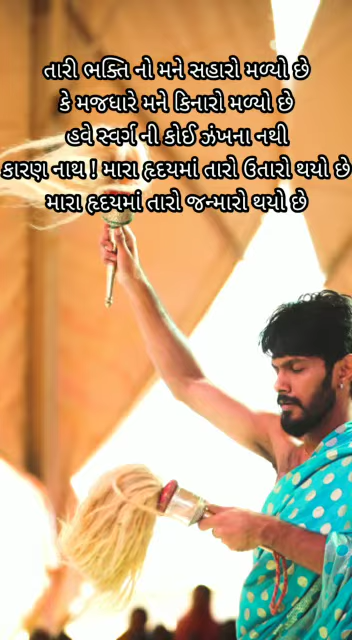 તારી ભક્તિ નો મને સહારો મળ્યો છે
કે મજધારે મને કિનારો મળ્યો છે
હવે સ્વર્ગ ની કોઈ ઝંખના નથી
કારણ નાથ ! મારા હૃદયમાં તારો ઉતારો થયો છે
મારા હૃદયમાં તારો જન્મારો થયો છે